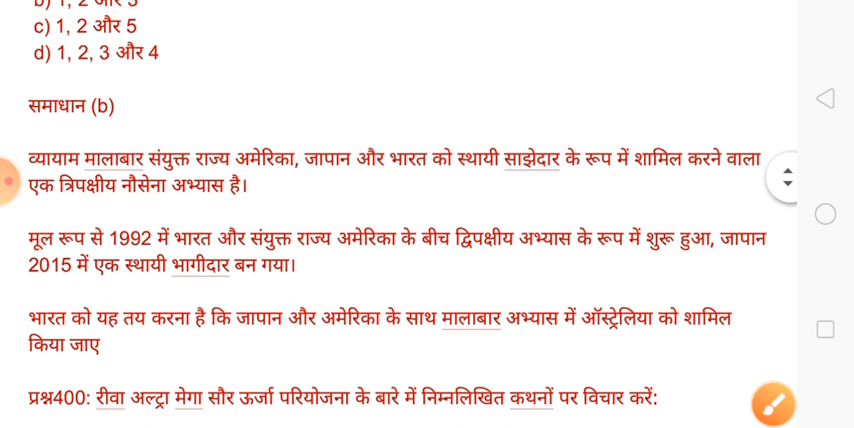 c) 1, 2 और 5
d) 1, 2, 3 और 4
समाधान (b)
व्यायाम मालाबार संयुक्त राज्य अमेरिका, जापान और भारत को स्थायी साझेदार के रूप में शामिल करने वाला
एक त्रिपक्षीय नौसेना अभ्यास है।
मूल रूप से 1992 में भारत और संयुक्त राज्य अमेरिका के बीच द्विपक्षीय अभ्यास के रूप में शुरू हुआ, जापान
2015 में एक स्थायी भागीदार बन गया।
भारत को यह तय करना है कि जापान और अमेरिका के साथ मालाबार अभ्यास में ऑस्ट्रेलिया को शामिल
किया जाए
प्रश्न400: रीवा अल्ट्रा मेगा सौर ऊर्जा परियोजना के बारे में निम्नलिखित कथनों पर विचार करें: